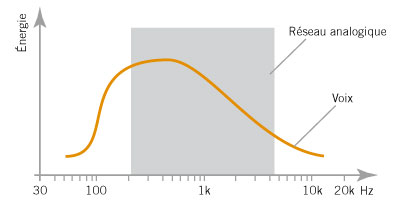 Énergie
Réseau analogique
Voix
30 100 1k 10k 20k Hz